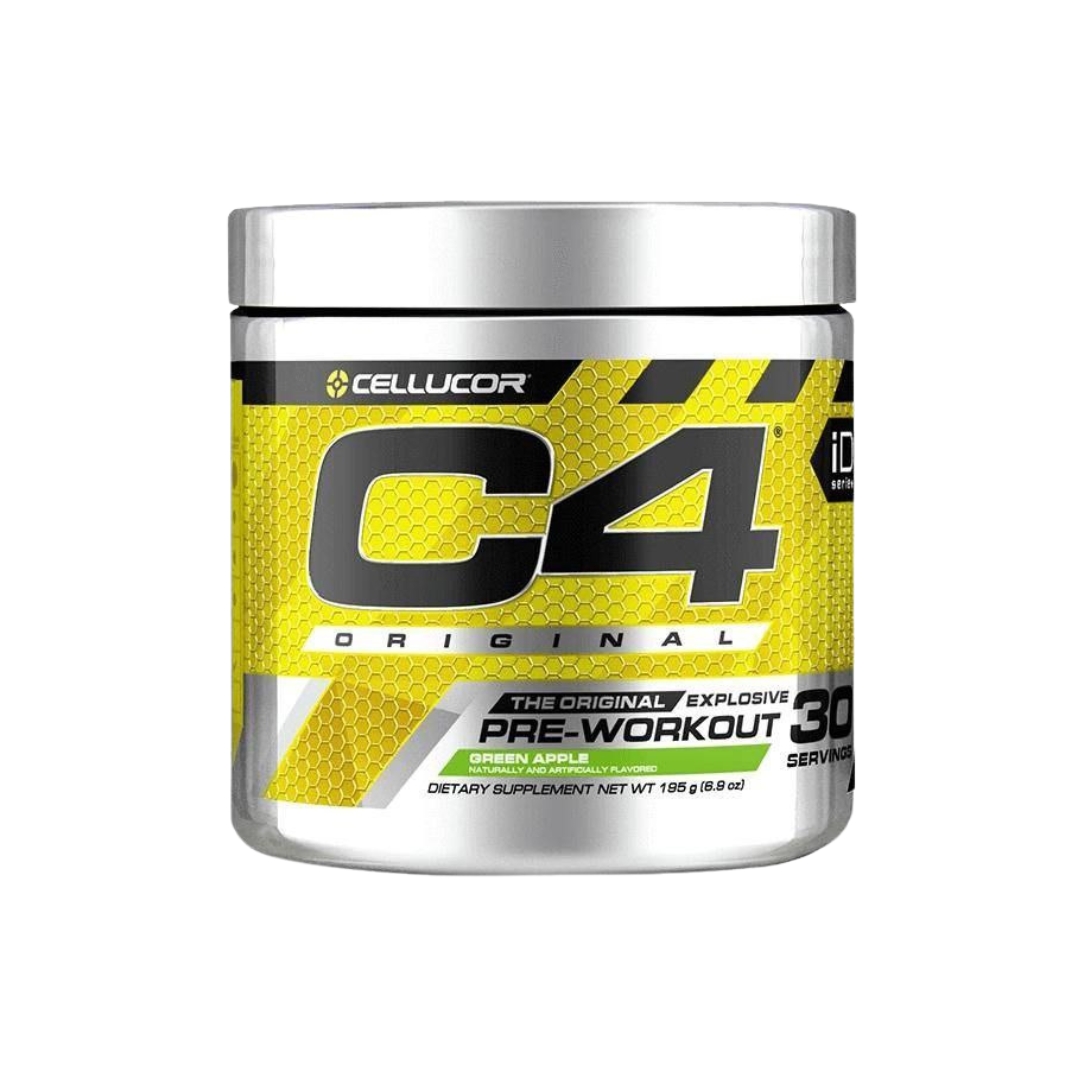 CELLUCOR
C4®
iD
ORIGINAL
THE ORIGINAL EXPLOSIVE
PRE-WORKOUT
30
SERVINGS
GREEN APPLE
NATURALLY AND ARTIFICIALLY FLAVORED
DIETARY SUPPLEMENT NET WT 195 g (6.9 oz)